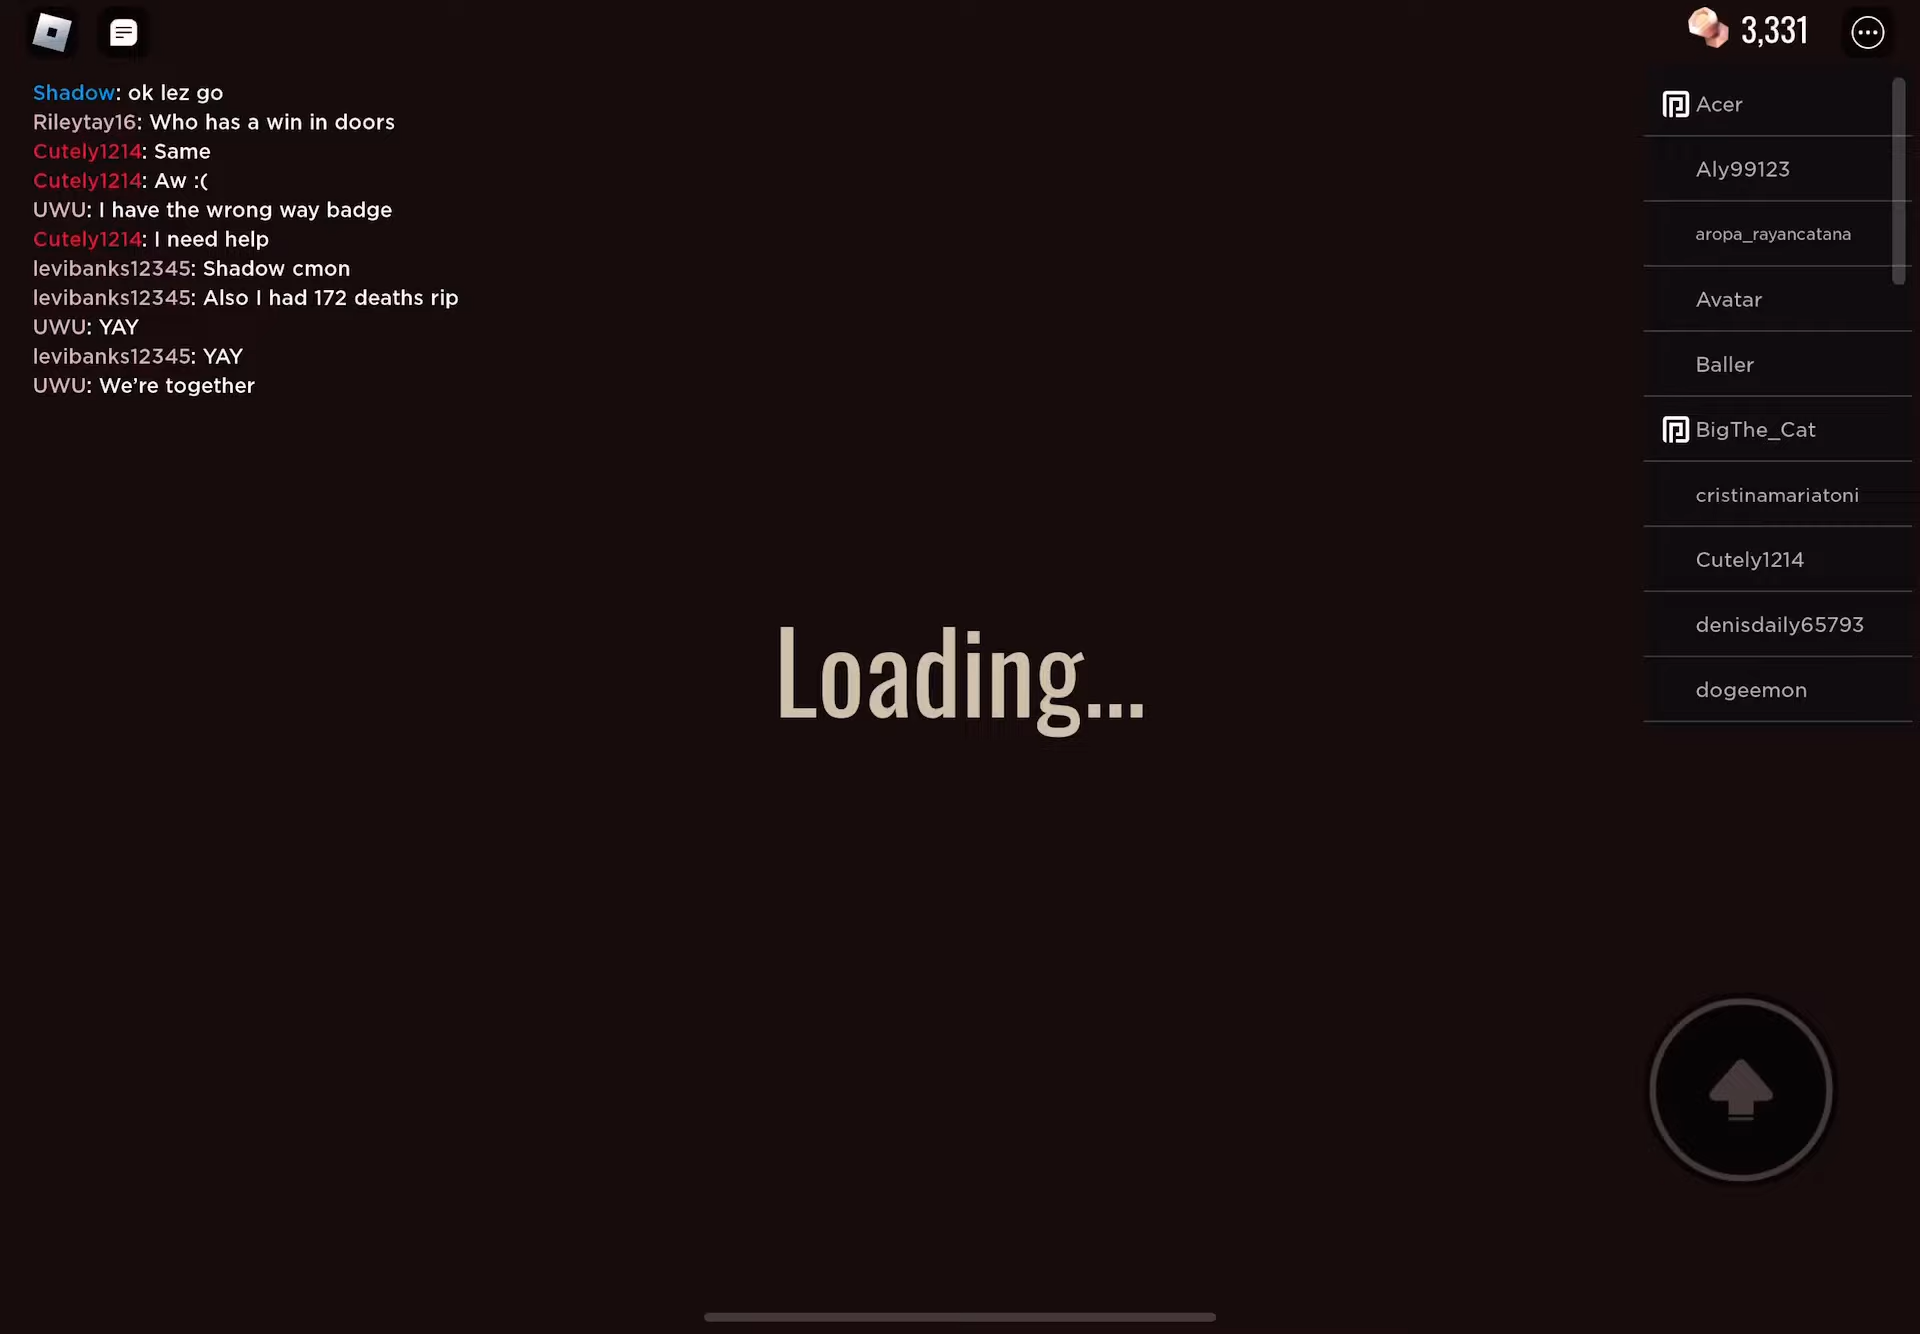 3,331
Shadow: ok lez go
Rileytay16: Who has a win in doors
Cutely1214: Same
Cutely1214: Aw :(
UWU: I have the wrong way badge
Cutely1214: I need help
levibanks12345: Shadow cmon
levibanks12345: Also I had 172 deaths rip
UWU: YAY
levibanks12345: YAY
UWU: We’re together
Acer
Aly99123
aropa_rayancatana
Avatar
Baller
BigThe_Cat
cristinamariatoni
Cutely1214
denisdaily65793
dogeemon
Loading...